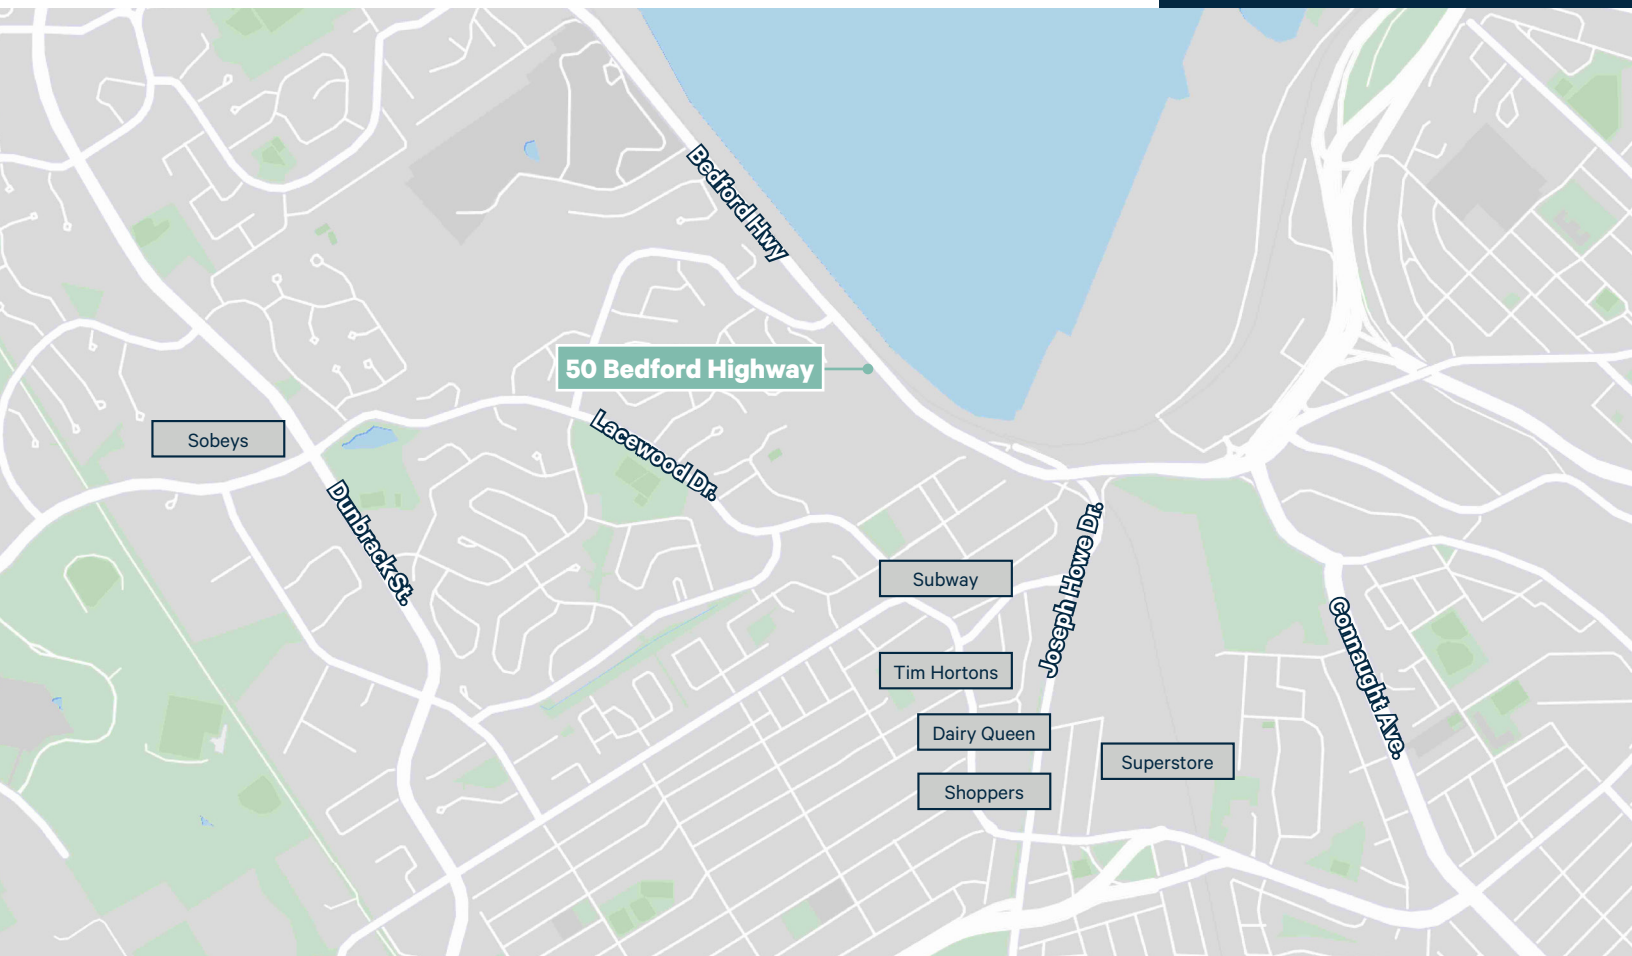 Bedford Hwy
50 Bedford Highway
Lacewood Dr.
Sobeys
Dunbrack St.
Joseph Howe Dr.
Subway
Connaught Ave.
Tim Hortons
Dairy Queen
Superstore
Shoppers